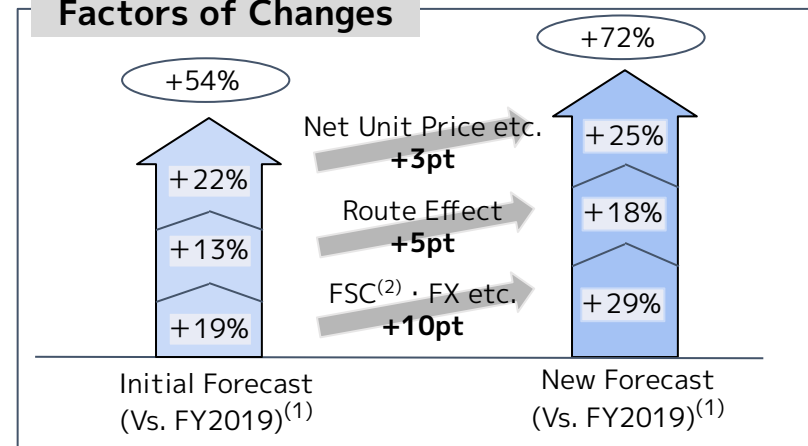 Factors of Changes
+72%
+54%
Net Unit Price etc.
+3pt
+25%
+22%
Route Effect
+5pt
+18%
+13%
FSC(2)・FX etc.
+10pt
+29%
+19%
Initial Forecast
(Vs. FY2019)(1)
New Forecast
(Vs. FY2019)(1)